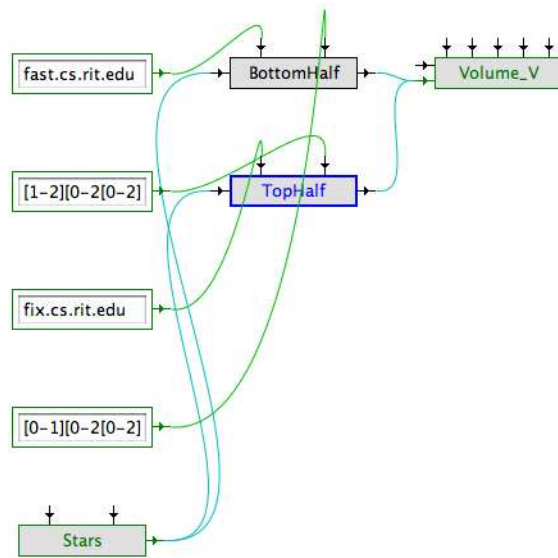 fast.cs.rit.edu
BottomHalf
Volume_V
[1-2][0-2[0-2]
TopHalf
fix.cs.rit.edu
[0-1][0-2[0-2]
Stars